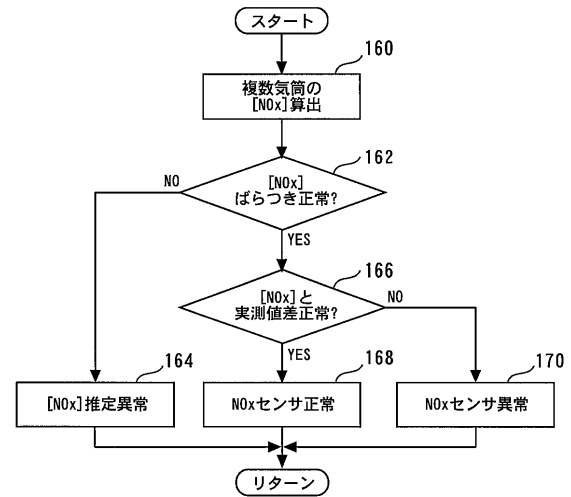 スタート
160
複数気筒の
[NOx]算出
162
[NOx]
ばらつき正常?
NO
YES
166
[NOx]と
実測値差正常?
NO
YES
164
[NOx]推定異常
168
NOxセンサ正常
170
NOxセンサ異常
リターン